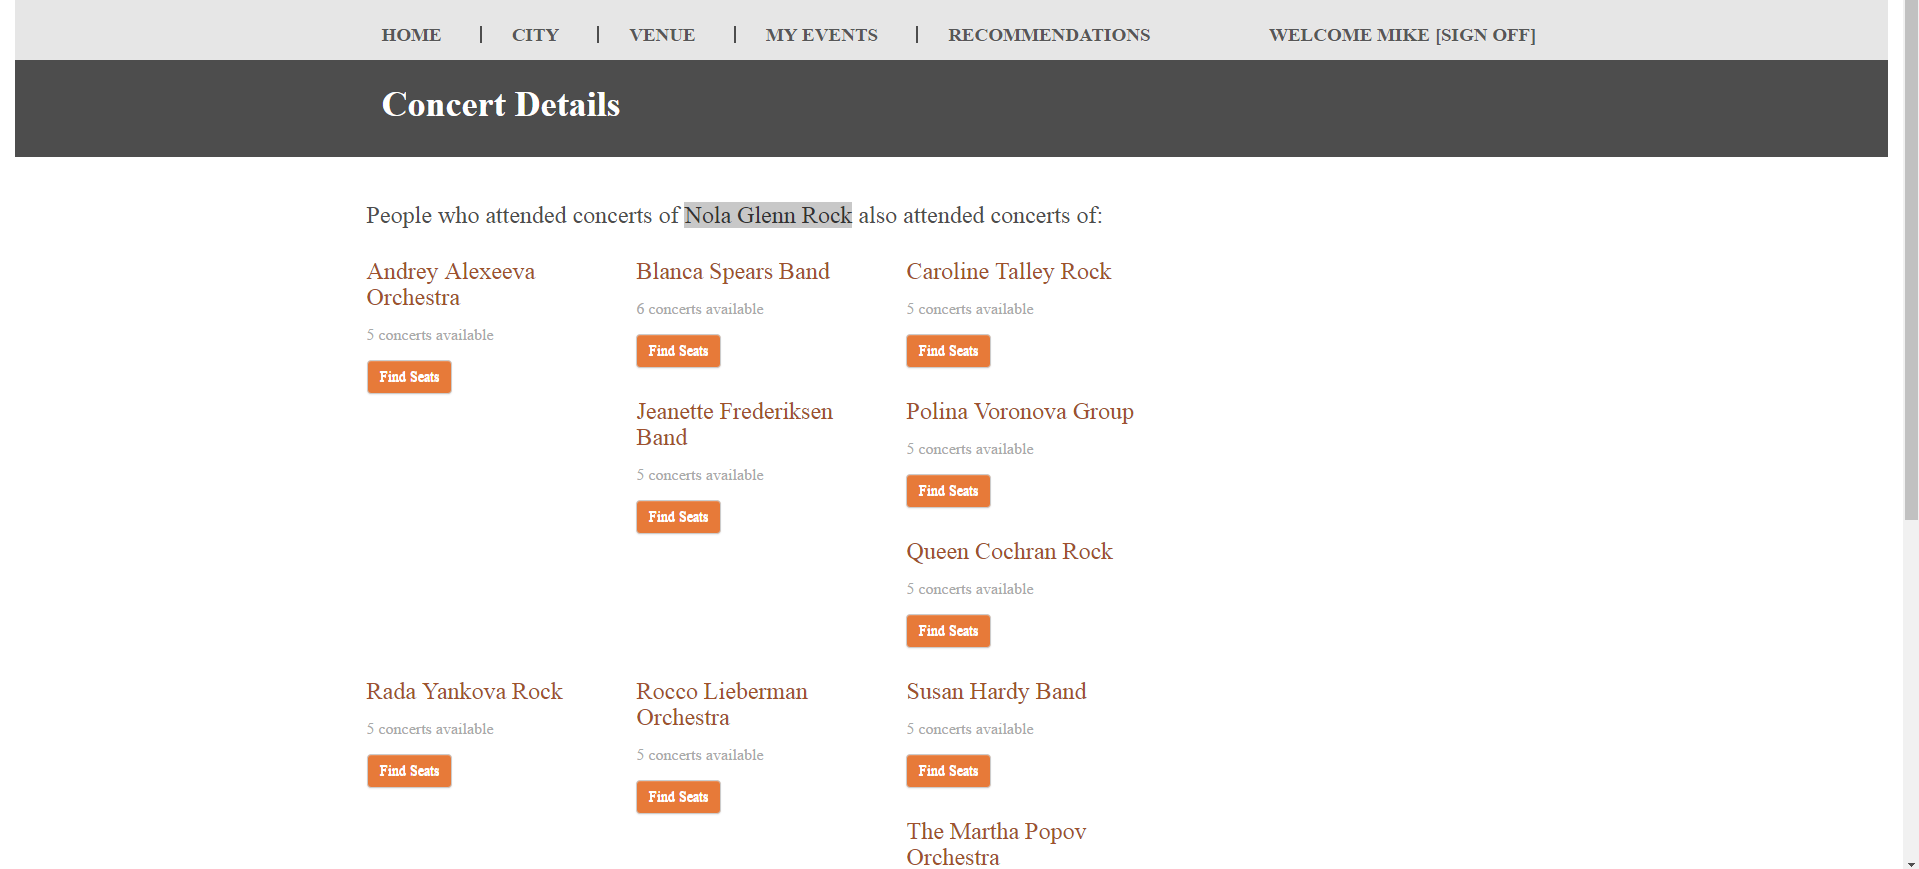 HOME
CITY
VENUE
MY EVENTS
RECOMMENDATIONS
WELCOME MIKE [SIGN OFF]
Concert Details
People who attended concerts of Nola Glenn Rock also attended concerts of:
Andrey Alexeeva
Orchestra
5 concerts available
Find Seats
Blanca Spears Band
6 concerts available
Find Seats
Caroline Talley Rock
5 concerts available
Find Seats
Jeanette Frederiksen
Band
5 concerts available
Find Seats
Polina Voronova Group
5 concerts available
Find Seats
Queen Cochran Rock
5 concerts available
Find Seats
Rada Yankova Rock
5 concerts available
Find Seats
Rocco Lieberman
Orchestra
5 concerts available
Find Seats
Susan Hardy Band
5 concerts available
Find Seats
The Martha Popov
Orchestra